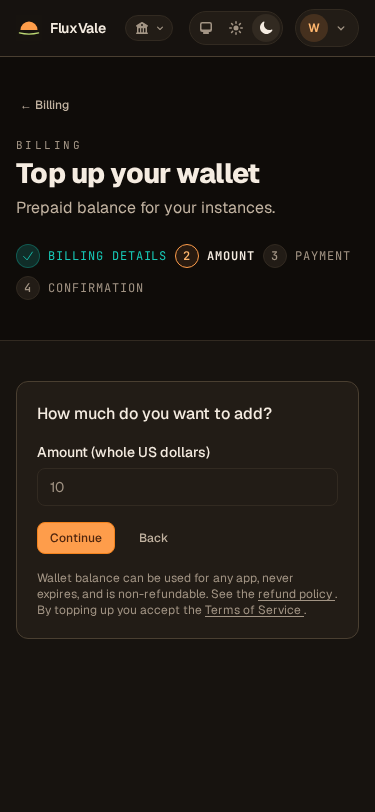 FluxVale
W
← Billing
BILLING
Top up your wallet
Prepaid balance for your instances.
BILLING DETAILS 2 AMOUNT 3 PAYMENT
4 CONFIRMATION
How much do you want to add?
Amount (whole US dollars)
10
Continue Back
Wallet balance can be used for any app, never
expires, and is non-refundable. See the refund policy .
By topping up you accept the Terms of Service .